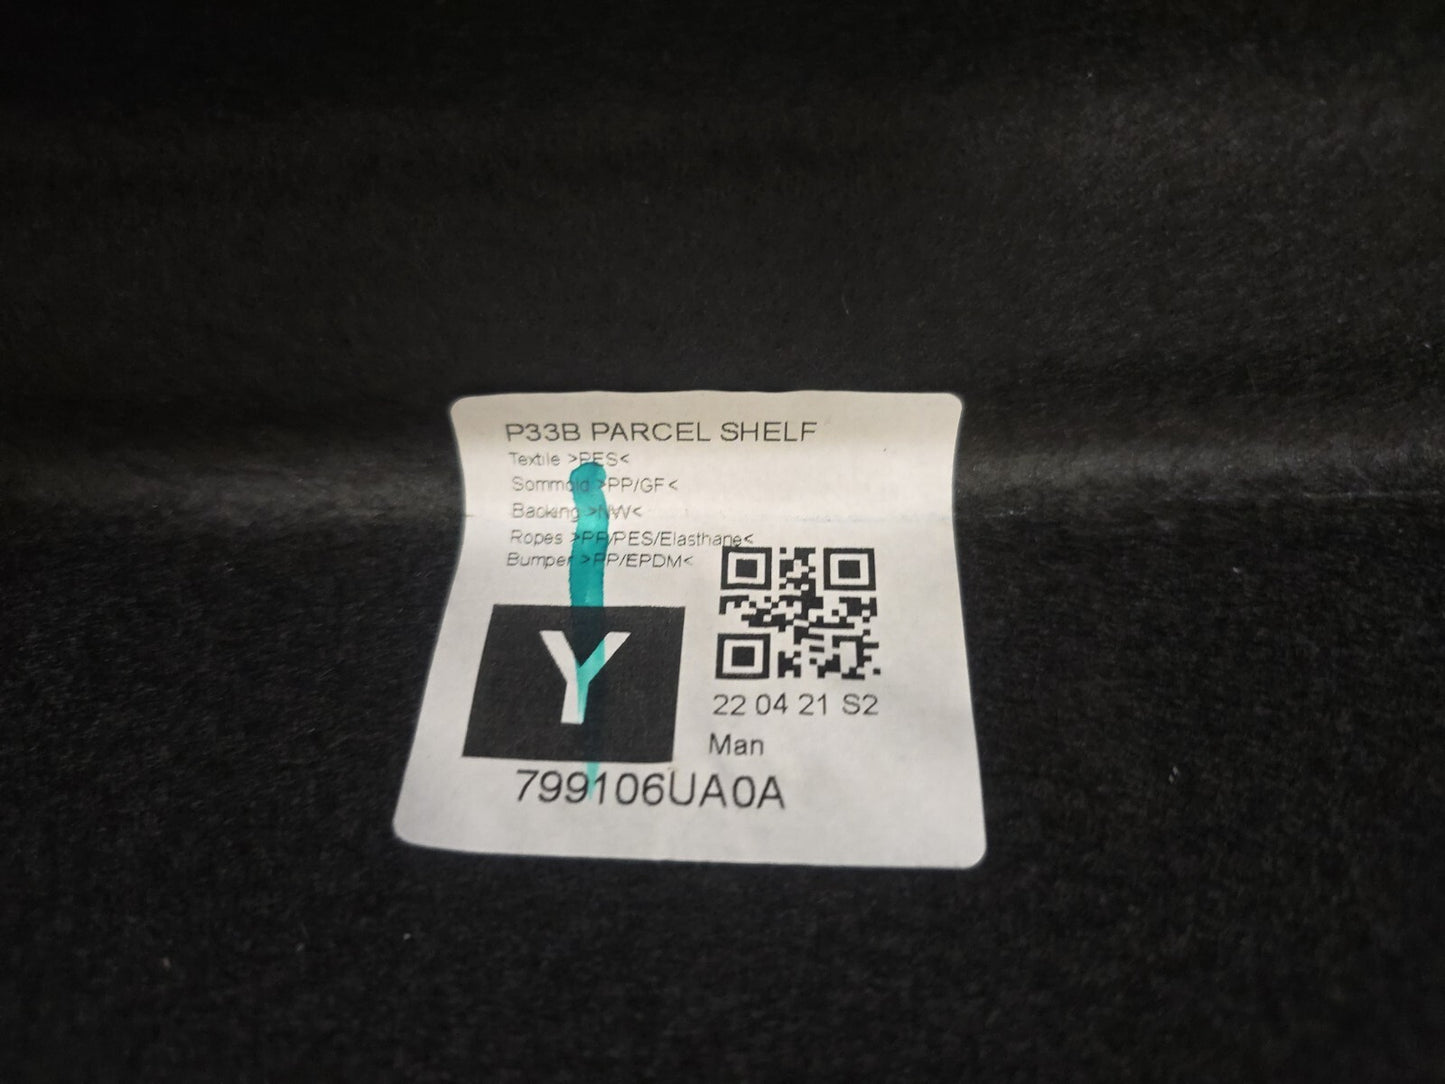 P33B PARCEL SHELF
Textile >PES<
Sommold >PP/GF<
Backing >NW<
Ropes >PP/PES/Elasthane<
Bumper >PP/EPDM<
Y
22 04 21 S2
Man
799106UA0A